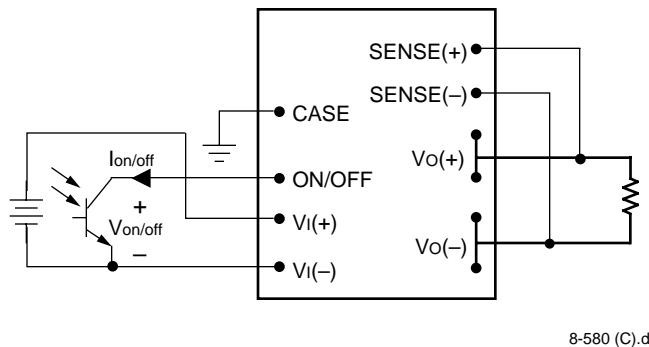 SENSE(+)
SENSE(–)
CASE
Ion/off
VO(+)
ON/OFF
+
Von/off
VI(+)
–
VO(–)
VI(–)
8-580 (C).d